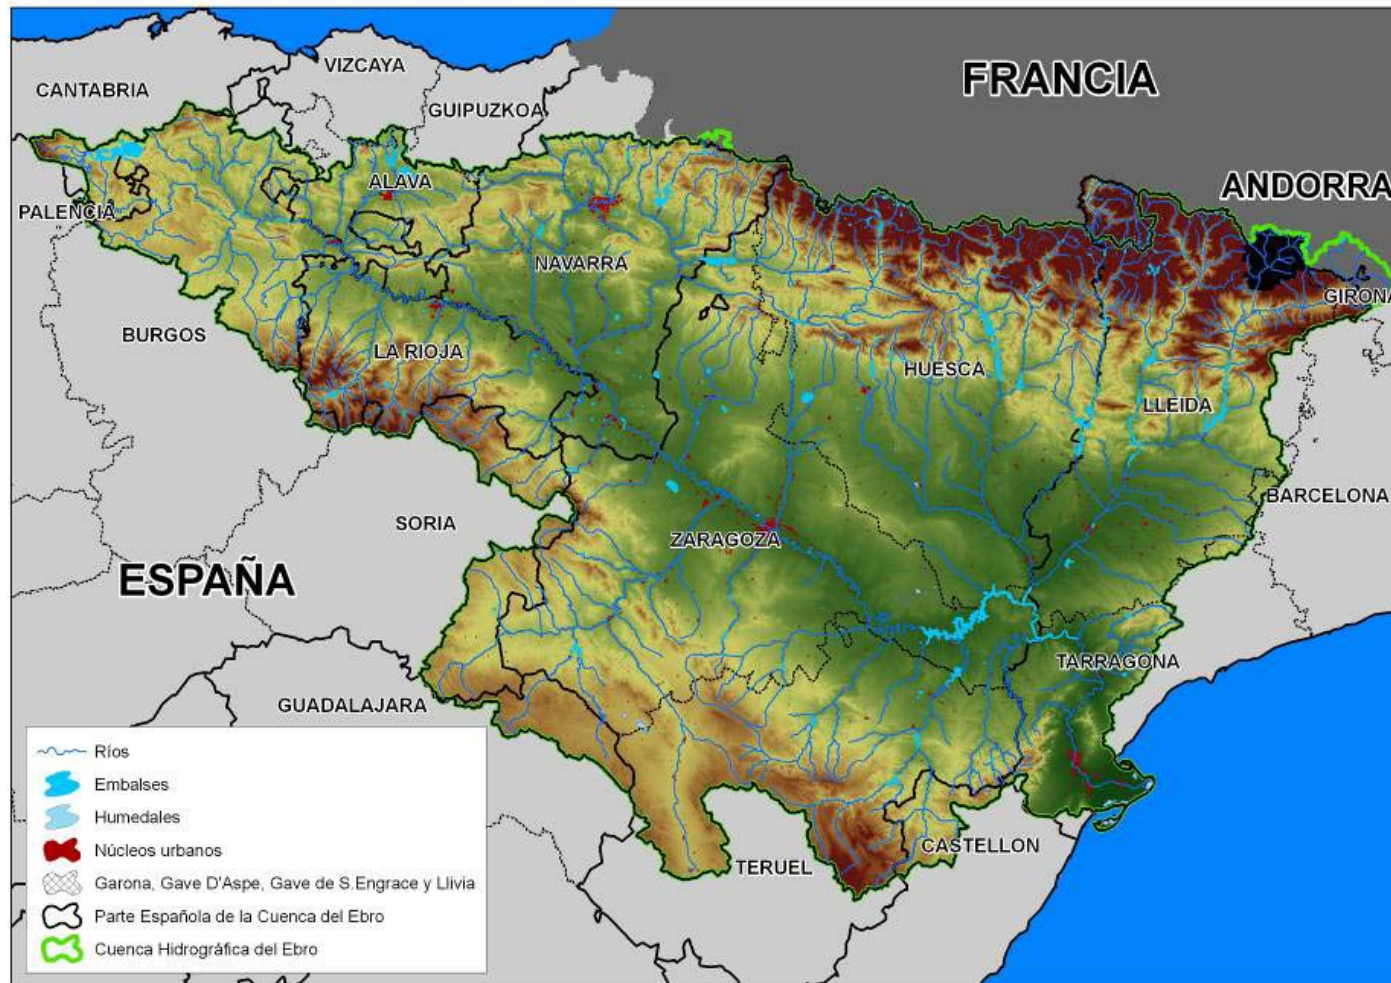 VIZCAYA
FRANCIA
CANTABRIA
GUIPUZKOA
ALAVA
ANDORRA
PALENCIA
NAVARRA
GIRONA
BURGOS
LA RIOJA
HUESCA
LLEIDA
BARCELONA
SORIA
ZARAGOZA
ESPAÑA
TARRAGONA
GUADALAJARA
CASTELLON
TERUEL
Ríos
Embalses
Humedales
Núcleos urbanos
Garona, Gave D'Aspe, Gave de S.Engrace y Llivia
Parte Española de la Cuenca del Ebro
Cuenca Hidrográfica del Ebro